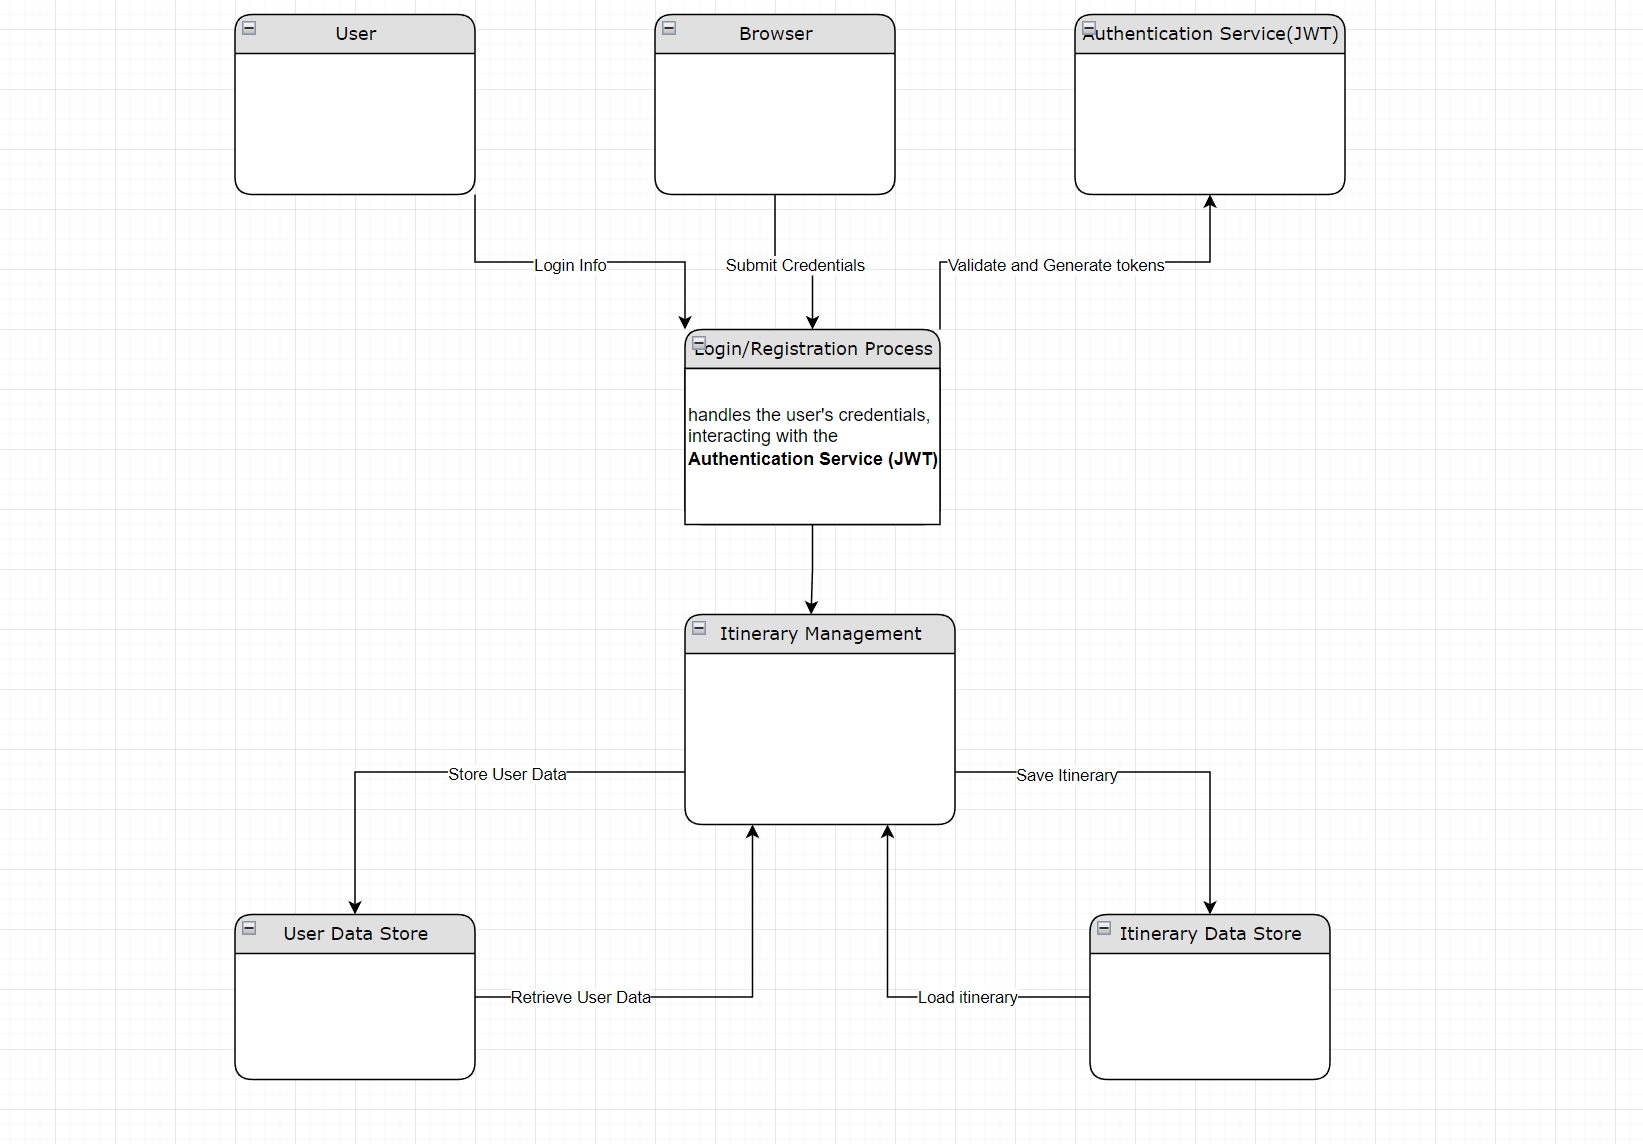 User
Browser
Authentication Service(JWT)
Login Info
Submit Credentials
Validate and Generate tokens
Login/Registration Process
handles the user's credentials,
interacting with the
Authentication Service (JWT)
Itinerary Management
Store User Data
Save Itinerary
User Data Store
Itinerary Data Store
Retrieve User Data
Load itinerary